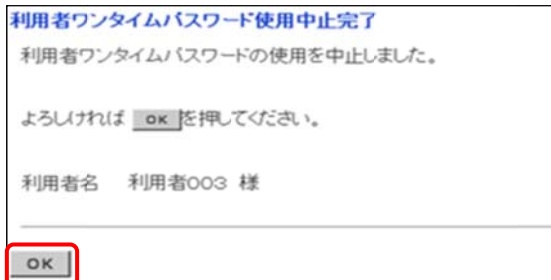 利用者ワンタイムパスワード使用中止完了
利用者ワンタイムパスワードの使用を中止しました。
よろしければ OK を押してください。
利用者名 利用者003 様
OK